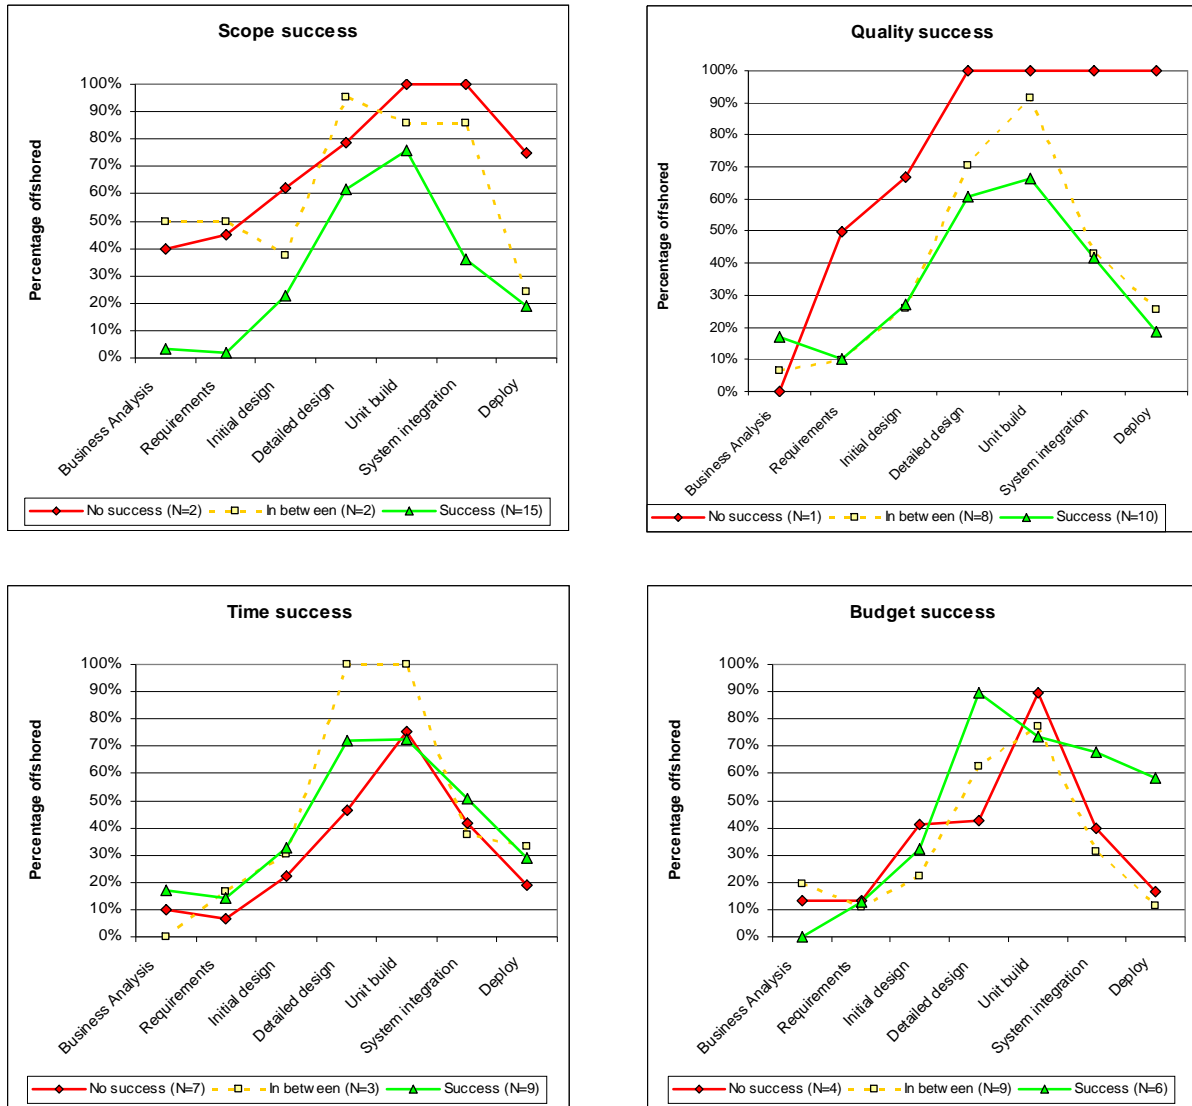 Scope success
Percentage offshored
100%
90%
80%
70%
60%
50%
40%
30%
20%
10%
0%
Business Analysis
Requirements
Initial design
Detailed design
Unit build
System integration
Deploy
No success (N=2) In between (N=2) Success (N=15)
Quality success
Percentage offshored
100%
90%
80%
70%
60%
50%
40%
30%
20%
10%
0%
Business Analysis
Requirements
Initial design
Detailed design
Unit build
System integration
Deploy
No success (N=1) In between (N=8) Success (N=10)
Time success
Percentage offshored
100%
90%
80%
70%
60%
50%
40%
30%
20%
10%
0%
Business Analysis
Requirements
Initial design
Detailed design
Unit build
System integration
Deploy
No success (N=7) In between (N=3) Success (N=9)
Budget success
Percentage offshored
100%
90%
80%
70%
60%
50%
40%
30%
20%
10%
0%
Business Analysis
Requirements
Initial design
Detailed design
Unit build
System integration
Deploy
No success (N=4) In between (N=9) Success (N=6)